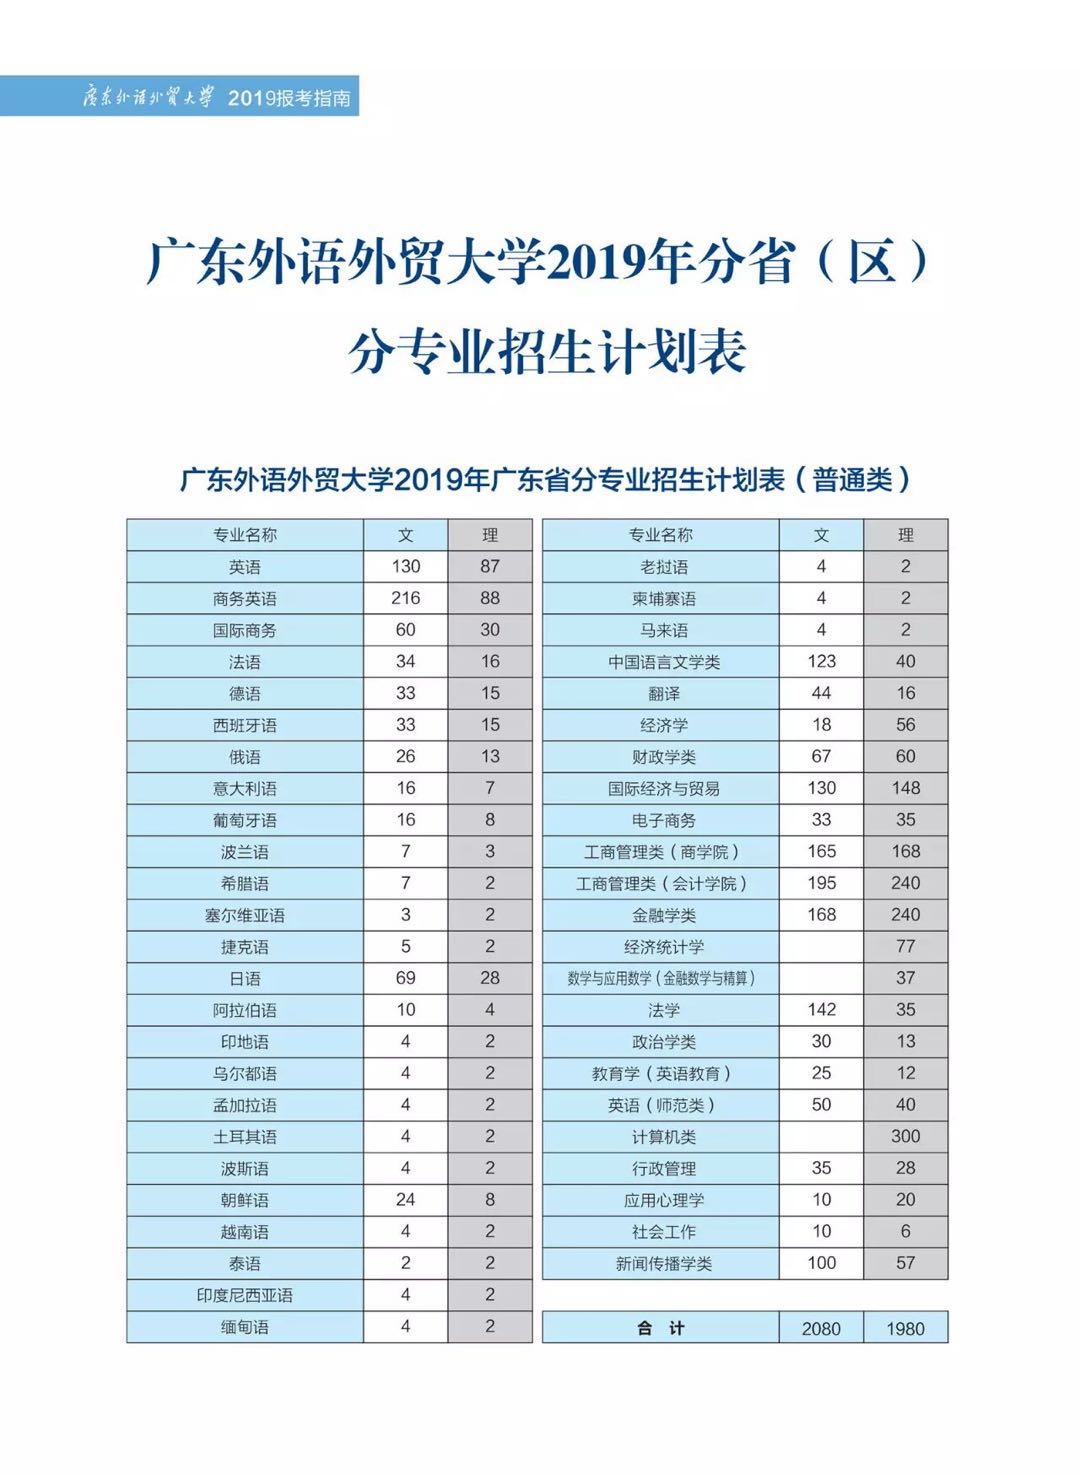 广东外语外贸大学 2019报考指南
广东外语外贸大学2019年分省（区）
分专业招生计划表
广东外语外贸大学2019年广东省分专业招生计划表（普通类）
专业名称 文 理 专业名称 文 理
英语 130 87 老挝语 4 2
商务英语 216 88 柬埔寨语 4 2
国际商务 60 30 马来语 4 2
法语 34 16 中国语言文学类 123 40
德语 33 15 翻译 44 16
西班牙语 33 15 经济学 18 56
俄语 26 13 财政学类 67 60
意大利语 16 7 国际经济与贸易 130 148
葡萄牙语 16 8 电子商务 33 35
波兰语 7 3 工商管理类（商学院） 165 168
希腊语 7 2 工商管理类（会计学院） 195 240
塞尔维亚语 3 2 金融学类 168 240
捷克语 5 2 经济统计学 77
日语 69 28 数学与应用数学（金融数学与精算） 37
阿拉伯语 10 4 法学 142 35
印地语 4 2 政治学类 30 13
乌尔都语 4 2 教育学（英语教育） 25 12
孟加拉语 4 2 英语（师范类） 50 40
土耳其语 4 2 计算机类 300
波斯语 4 2 行政管理 35 28
朝鲜语 24 8 应用心理学 10 20
越南语 4 2 社会工作 10 6
泰语 2 2 新闻传播学类 100 57
印度尼西亚语 4 2
缅甸语 4 2 合 计 2080 1980